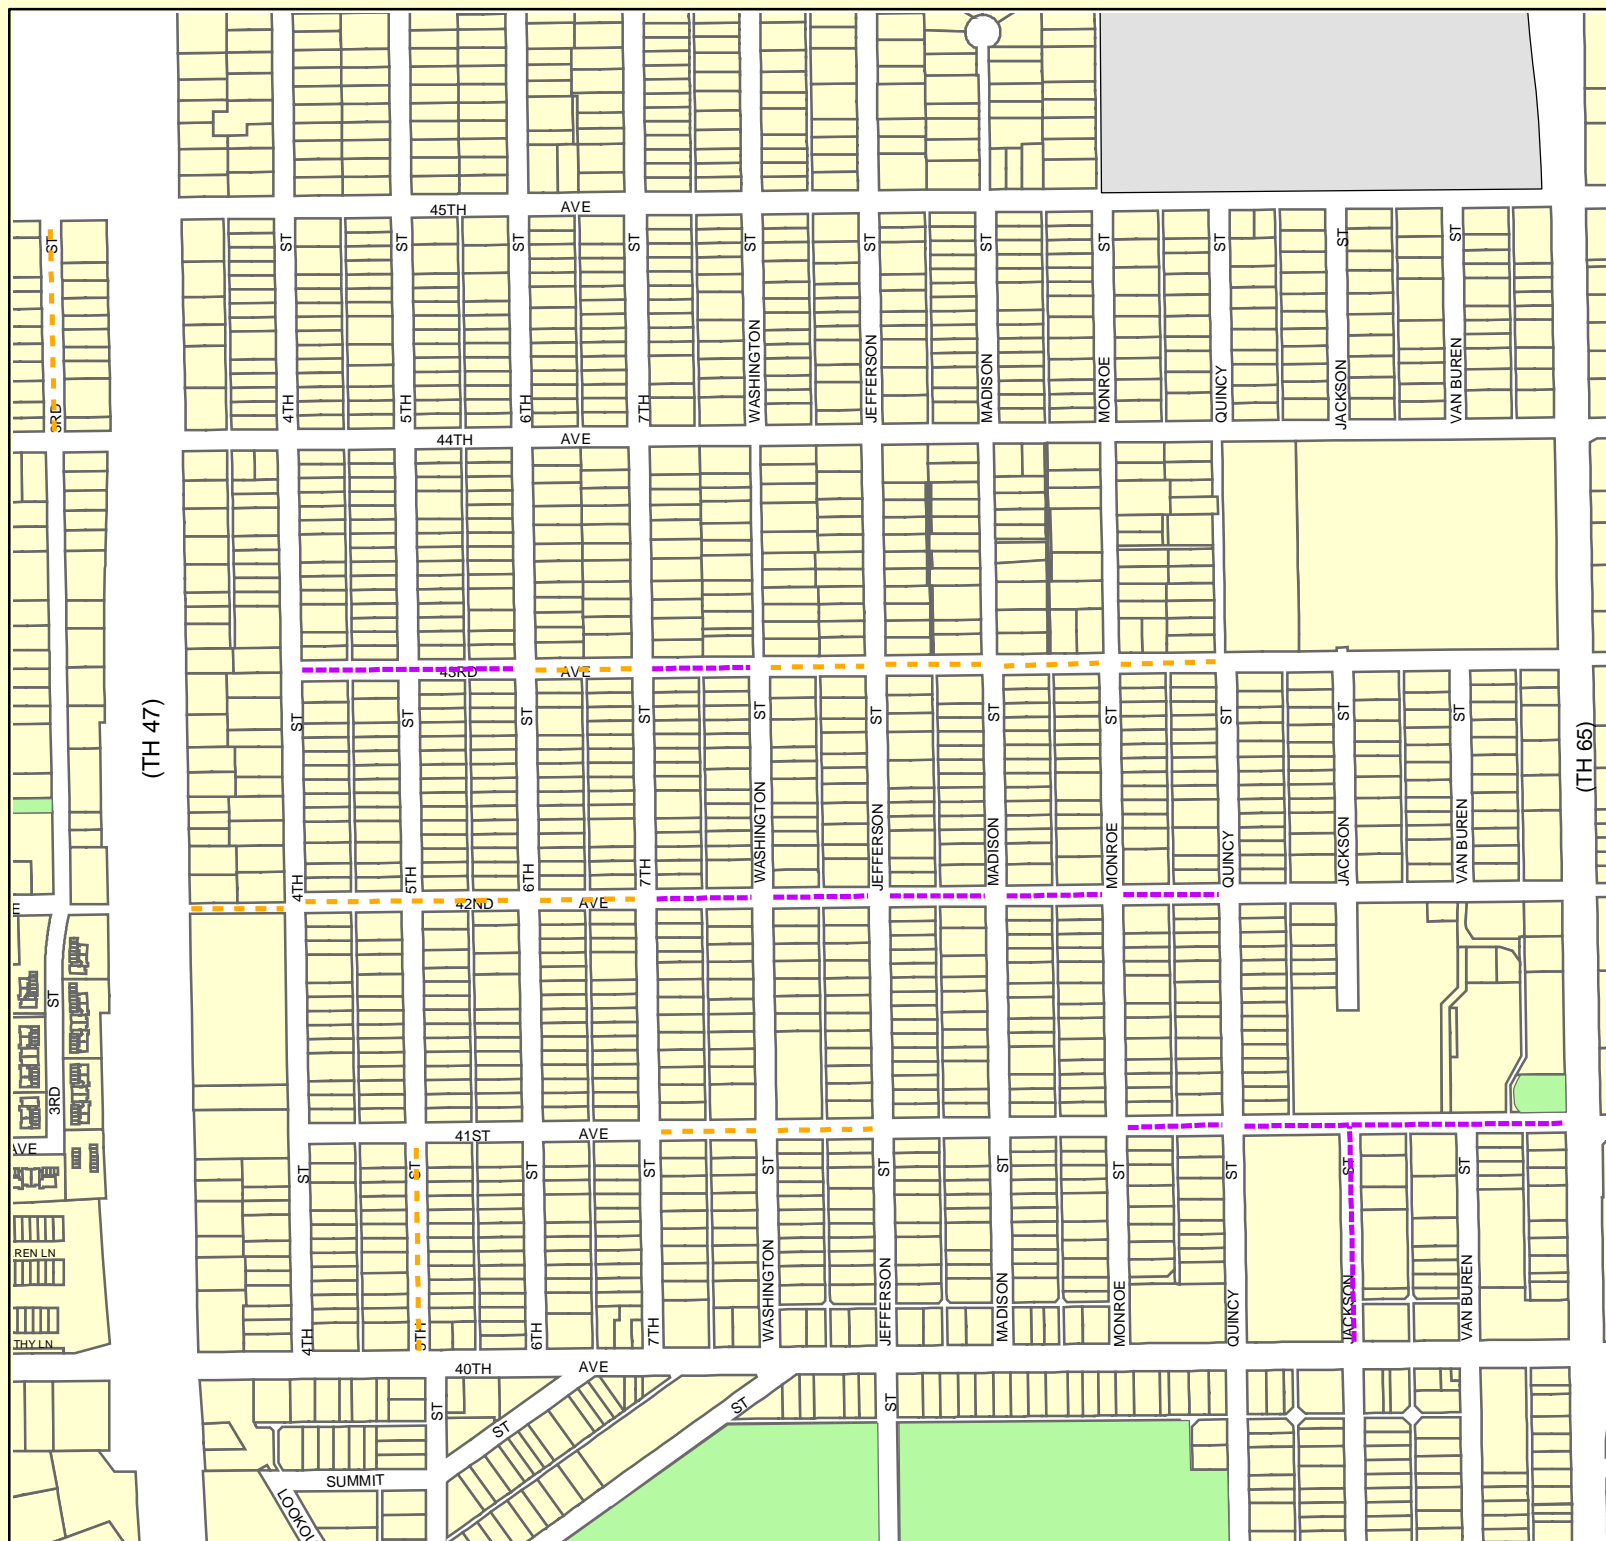 45TH AVE
ST ST ST ST ST ST ST ST ST ST ST ST
3RD 4TH 5TH 6TH 7TH WASHINGTON JEFFERSON MADISON MONROE QUINCY JACKSON VAN BUREN
44TH AVE
43RD AVE
(TH 47) ST ST ST ST ST ST ST ST ST ST ST (TH 65)
4TH 5TH 6TH 7TH WASHINGTON JEFFERSON MADISON MONROE QUINCY JACKSON VAN BUREN
42ND AVE
E
ST
3RD
41ST AVE
AVE
ST ST ST ST ST ST ST ST ST ST ST
REN LN
4TH 5TH 6TH 7TH WASHINGTON JEFFERSON MADISON MONROE QUINCY JACKSON VAN BUREN
THY LN
40TH AVE
ST ST ST ST
SUMMIT
LOOKOU